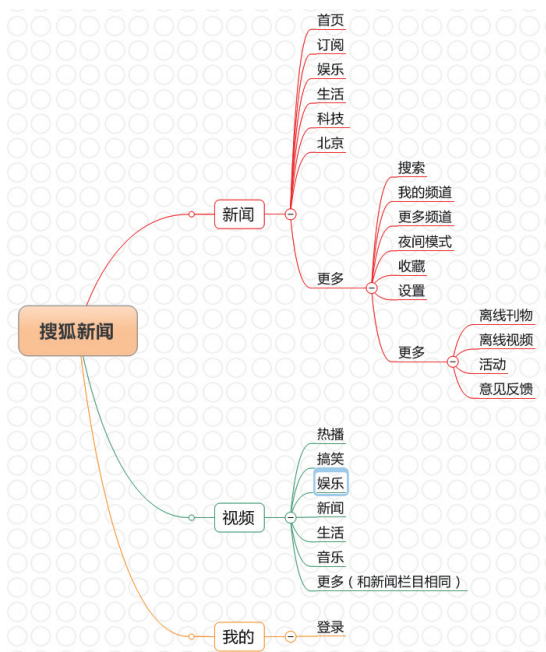 首页
订阅
娱乐
生活
科技
北京
搜索
我的频道
更多频道
夜间模式
收藏
设置
新闻
更多
离线刊物
离线视频
活动
意见反馈
更多
搜狐新闻
热播
搞笑
娱乐
新闻
生活
音乐
更多（和新闻栏目相同）
视频
登录
我的